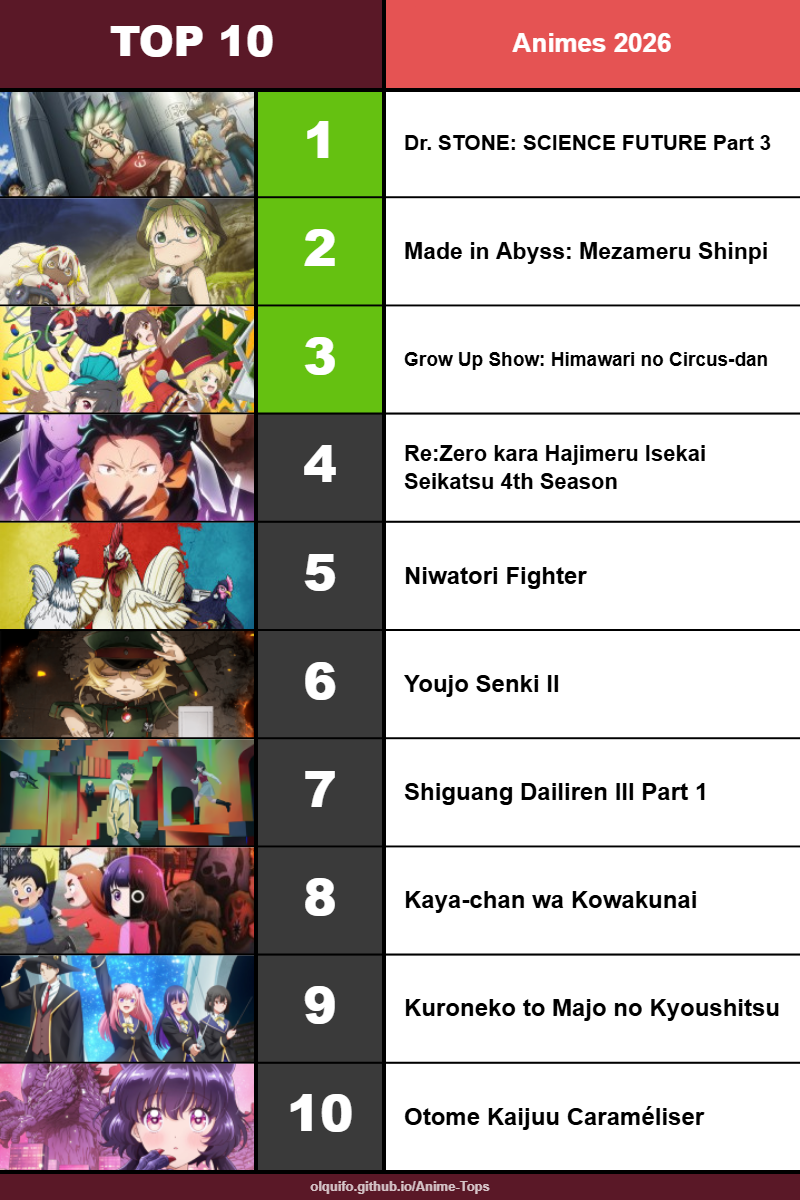 TOP 10
Animes 2026
1
Dr. STONE: SCIENCE FUTURE Part 3
2
Made in Abyss: Mezameru Shinpi
3
Grow Up Show: Himawari no Circus-dan
4
Re:Zero kara Hajimeru Isekai
Seikatsu 4th Season
5
Niwatori Fighter
6
Youjo Senki II
7
Shiguang Dailiren III Part 1
8
Kaya-chan wa Kowakunai
9
Kuroneko to Majo no Kyoushitsu
10
Otome Kaijuu Caraméliser
olquifo.github.io/Anime-Tops